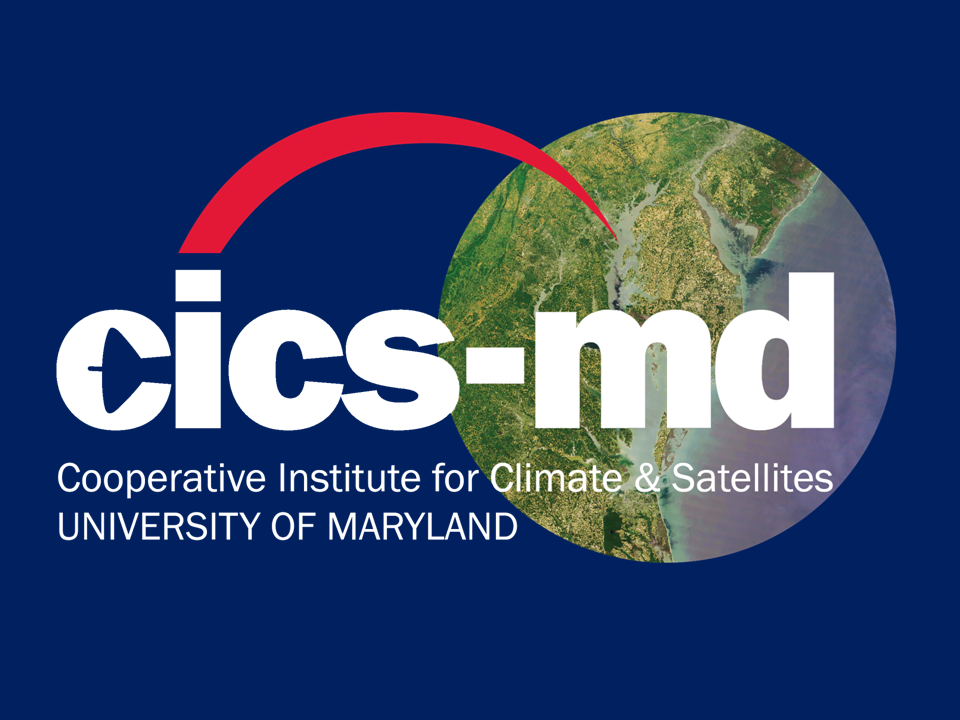 cics-md
Cooperative Institute for Climate & Satellites
UNIVERSITY OF MARYLAND